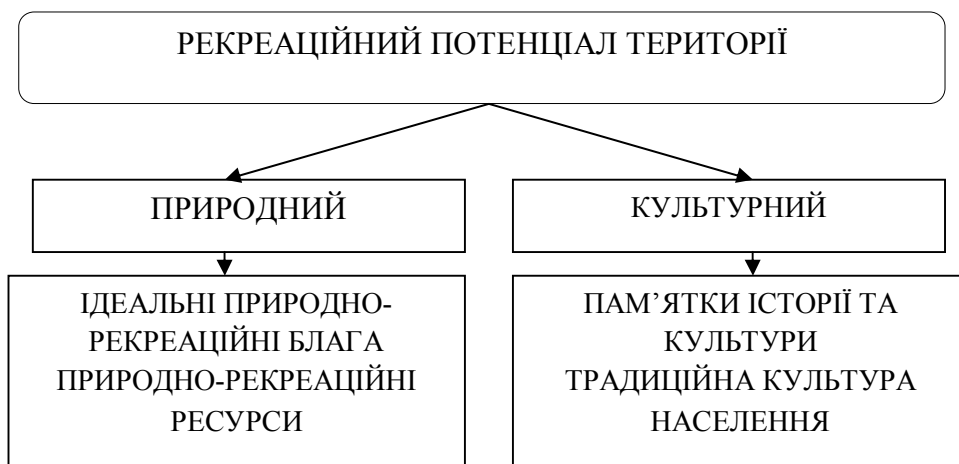 РЕКРЕАЦІЙНИЙ ПОТЕНЦІАЛ ТЕРИТОРІЇ
ПРИРОДНИЙ
КУЛЬТУРНИЙ
ІДЕАЛЬНІ ПРИРОДНО-
РЕКРЕАЦІЙНІ БЛАГА
ПРИРОДНО-РЕКРЕАЦІЙНІ
РЕСУРСИ
ПАМ’ЯТКИ ІСТОРІЇ ТА
КУЛЬТУРИ
ТРАДИЦІЙНА КУЛЬТУРА
НАСЕЛЕННЯ